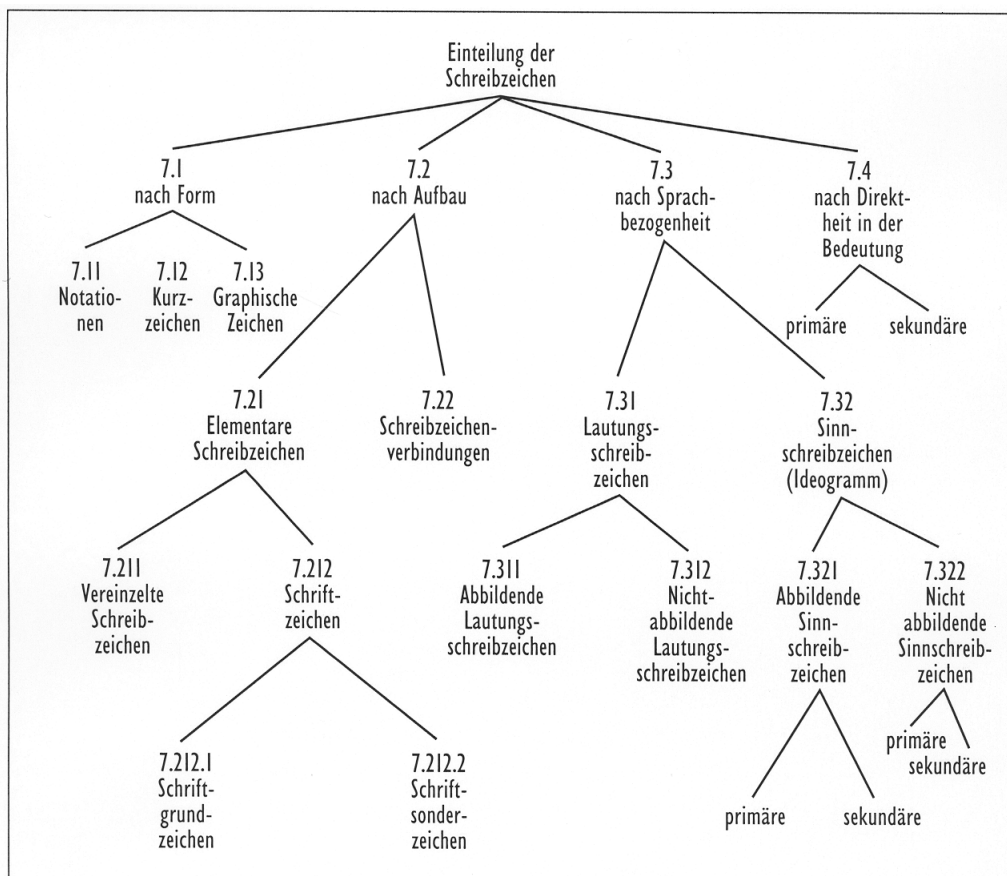 Einteilung der
Schreibzeichen
7.1
nach Form
7.2
nach Aufbau
7.3
nach Sprach-
bezogenheit
7.4
nach Direkt-
heit in der
Bedeutung
7.11
Notatio-
nen
7.12
Kurz-
zeichen
7.13
Graphische
Zeichen
primäre
sekundäre
7.21
Elementare
Schreibzeichen
7.22
Schreibzeichen-
verbindungen
7.31
Lautungs-
schreib-
zeichen
7.32
Sinn-
schreibzeichen
(Ideogramm)
7.211
Vereinzelte
Schreib-
zeichen
7.212
Schrift-
zeichen
7.311
Abbildende
Lautungs-
schreibzeichen
7.312
Nicht-
abbildende
Lautungs-
schreibzeichen
7.321
Abbildende
Sinn-
schreib-
zeichen
7.322
Nicht
abbildende
Sinnschreib-
zeichen
7.212.1
Schrift-
grund-
zeichen
7.212.2
Schrift-
sonder-
zeichen
primäre
sekundäre
primäre
sekundäre